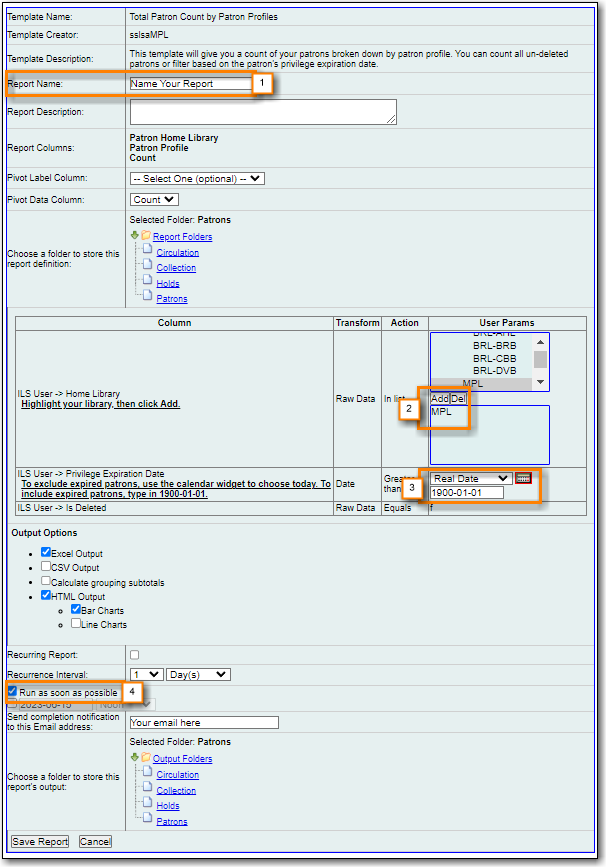 Template Name: Total Patron Count by Patron Profiles
Template Creator: sslsaMPL
Template Description: This template will give you a count of your patrons broken down by patron profile. You can count all un-deleted
patrons or filter based on the patron's privilege expiration date.
Report Name: Name Your Report 1
Report Description:
Report Columns: Patron Home Library
Patron Profile
Count
Pivot Label Column: -- Select One (optional) --
Pivot Data Column: Count
Choose a folder to store this
report definition:
Selected Folder: Patrons
Report Folders
Circulation
Collection
Holds
Patrons
Column Transform Action User Params
ILS User -> Home Library
Highlight your library, then click Add.
Raw Data In list
BRL-BRB
BRL-CBB
BRL-DVB
MPL
2 Add Del
MPL
ILS User -> Privilege Expiration Date
To exclude expired patrons, use the calendar widget to choose today. To
include expired patrons, type in 1900-01-01.
Date
than
3 Real Date
1900-01-01
ILS User -> Is Deleted Raw Data Equals f
Output Options
Excel Output
CSV Output
Calculate grouping subtotals
HTML Output
Bar Charts
Line Charts
Recurring Report:
Recurrence Interval: 1 Day(s)
Run as soon as possible 4
2023-06-15
Send completion notification
to this Email address: Your email here
Choose a folder to store this
report's output:
Selected Folder: Patrons
Output Folders
Circulation
Collection
Holds
Patrons
Save Report Cancel